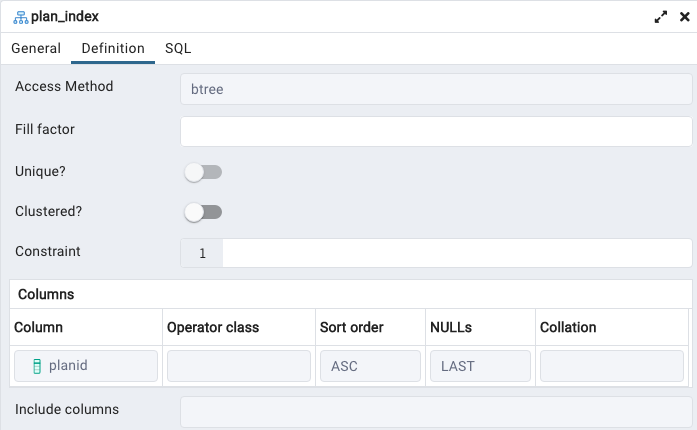 plan_index
General Definition SQL
Access Method btree
Fill factor
Unique?
Clustered?
Constraint 1
Columns
Column Operator class Sort order NULLs Collation
planid ASC LAST
Include columns